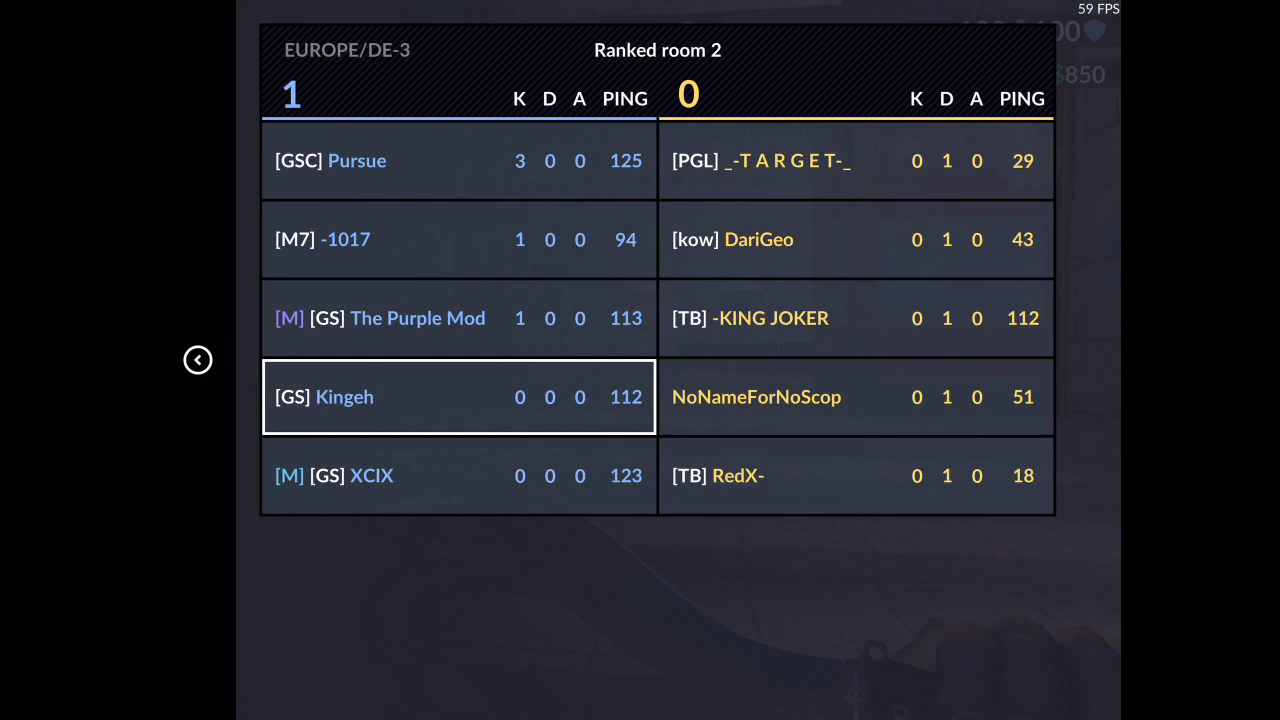 59 FPS
EUROPE/DE-3 Ranked room 2
$850
1 K D A PING 0 K D A PING
[GSC] Pursue 3 0 0 125 [PGL] _-T A R G E T-_ 0 1 0 29
[M7] -1017 1 0 0 94 [kow] DariGeo 0 1 0 43
[M] [GS] The Purple Mod 1 0 0 113 [TB] -KING JOKER 0 1 0 112
[GS] Kingeh 0 0 0 112 NoNameForNoScop 0 1 0 51
[M] [GS] XCIX 0 0 0 123 [TB] RedX- 0 1 0 18